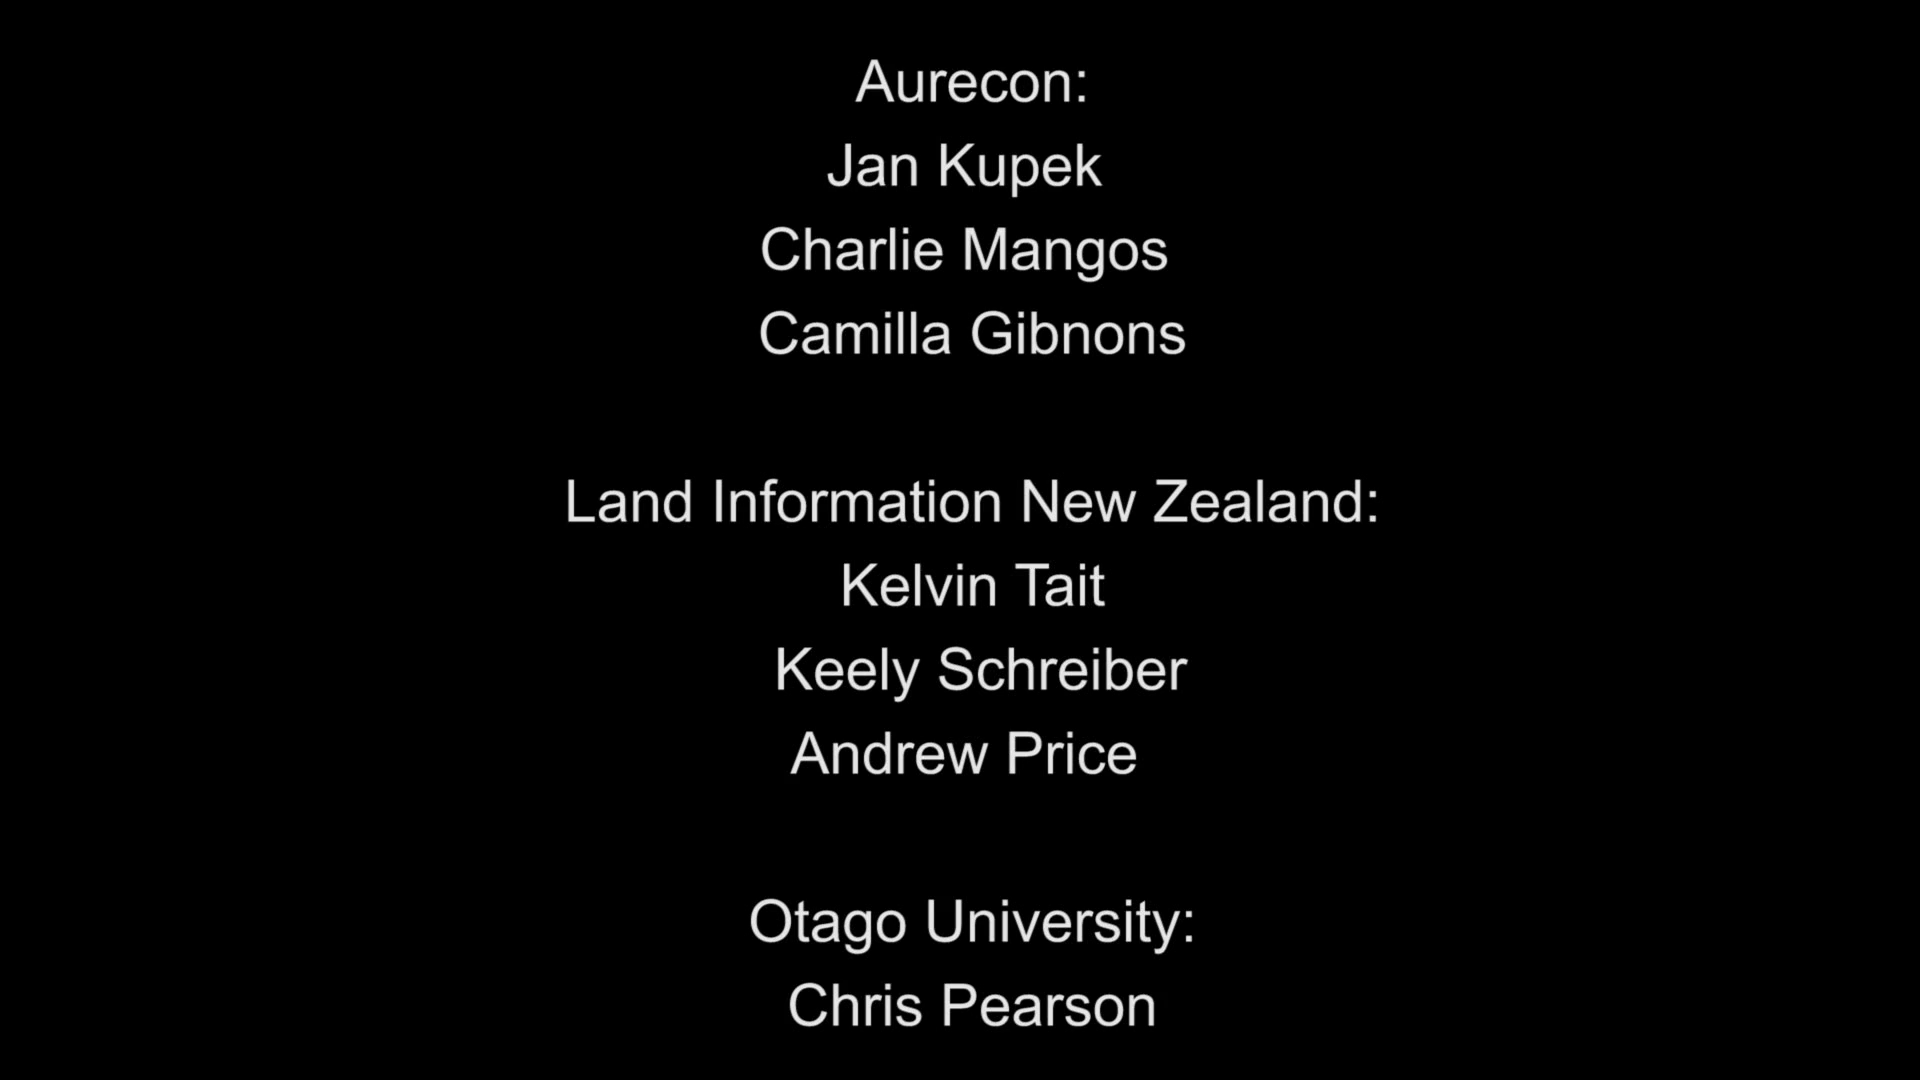 Aurecon:
Jan Kupek
Charlie Mangos
Camilla Gibnons
Land Information New Zealand:
Kelvin Tait
Keely Schreiber
Andrew Price
Otago University:
Chris Pearson